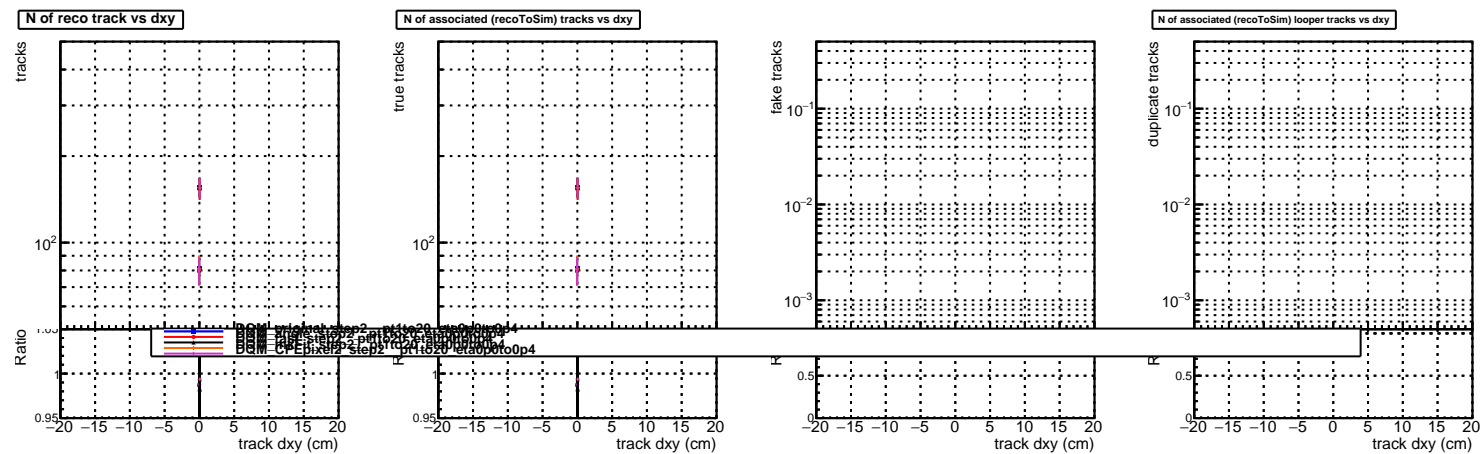 N of reco track vs dxy
N of associated (recoToSim) tracks vs dxy
N of associated (recoToSim) looper tracks vs dxy
tracks
10²
Ratio
1
0.95
−20 −15 −10 −5 0 5 10 15 20
track dxy (cm)
true tracks
10²
0.95
−20 −15 −10 −5 0 5 10 15 20
track dxy (cm)
fake tracks
10⁻¹
10⁻²
10⁻³
0.5
0
−20 −15 −10 −5 0 5 10 15 20
track dxy (cm)
duplicate tracks
10⁻¹
10⁻²
10⁻³
0.5
0
−20 −15 −10 −5 0 5 10 15 20
track dxy (cm)
DQM_CPEpixel2_step2 pt1to20_eta0p0to0p4